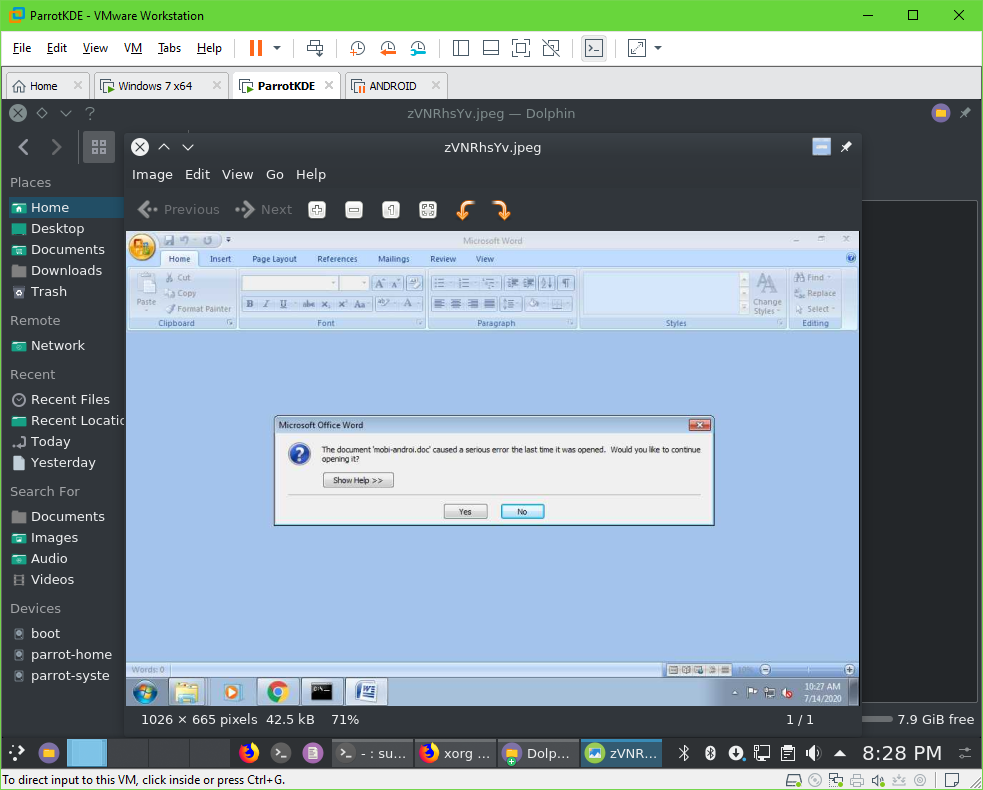 ParrotKDE - VMware Workstation
File Edit View VM Tabs Help
Home Windows 7 x64 ParrotKDE ANDROID
zVNRhsYv.jpeg — Dolphin
zVNRhsYv.jpeg
Places
Home
Desktop
Documents
Downloads
Trash
Remote
Network
Recent
Recent Files
Recent Locatic
Today
Yesterday
Search For
Documents
Images
Audio
Videos
Devices
boot
parrot-home
parrot-syste
Image Edit View Go Help
Previous Next
Microsoft Word
Home Insert Page Layout References Mailings Review View
Paste
Cut
Copy
Format Painter
Clipboard
Font
Paragraph
Change
Styles
Styles
Find
Replace
Select
Editing
Microsoft Office Word
The document 'mobi-androi.doc' caused a serious error the last time it was opened. Would you like to continue
opening it?
Show Help >>
Yes No
Words: 0
10:27 AM
7/14/2020
1026 × 665 pixels 42.5 kB 71%
1 / 1
7.9 GiB free
- : su... xorg ... Dolp... zVNR...
8:28 PM
To direct input to this VM, click inside or press Ctrl+G.